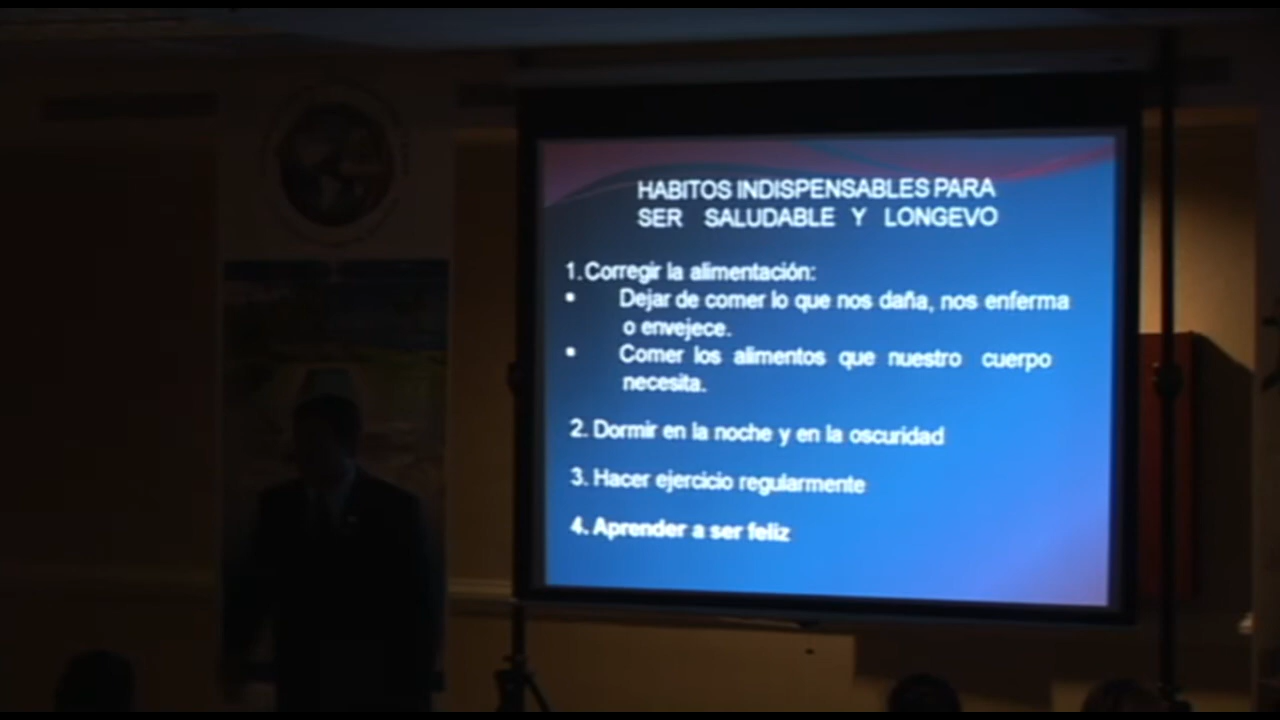 HABITOS INDISPENSABLES PARA
SER SALUDABLE Y LONGEVO
1. Corregir la alimentación:
• Dejar de comer lo que nos daña, nos enferma
o envejece.
• Comer los alimentos que nuestro cuerpo
necesita.
2. Dormir en la noche y en la oscuridad
3. Hacer ejercicio regularmente
4. Aprender a ser feliz